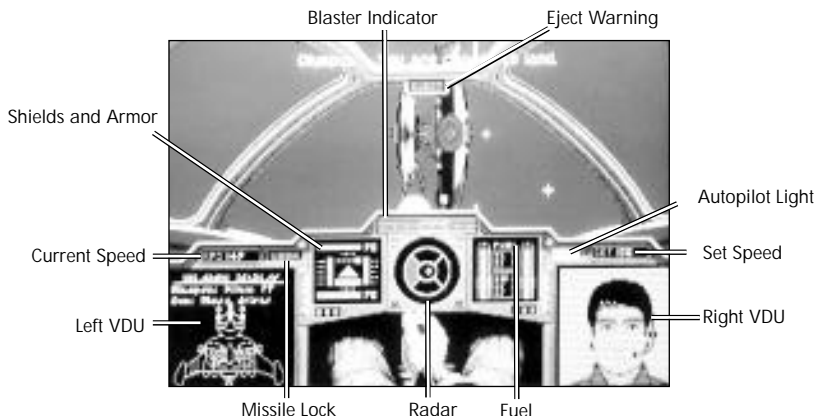 Blaster Indicator
Eject Warning
Shields and Armor
Autopilot Light
Current Speed
Set Speed
Left VDU
Right VDU
Missile Lock
Radar
Fuel